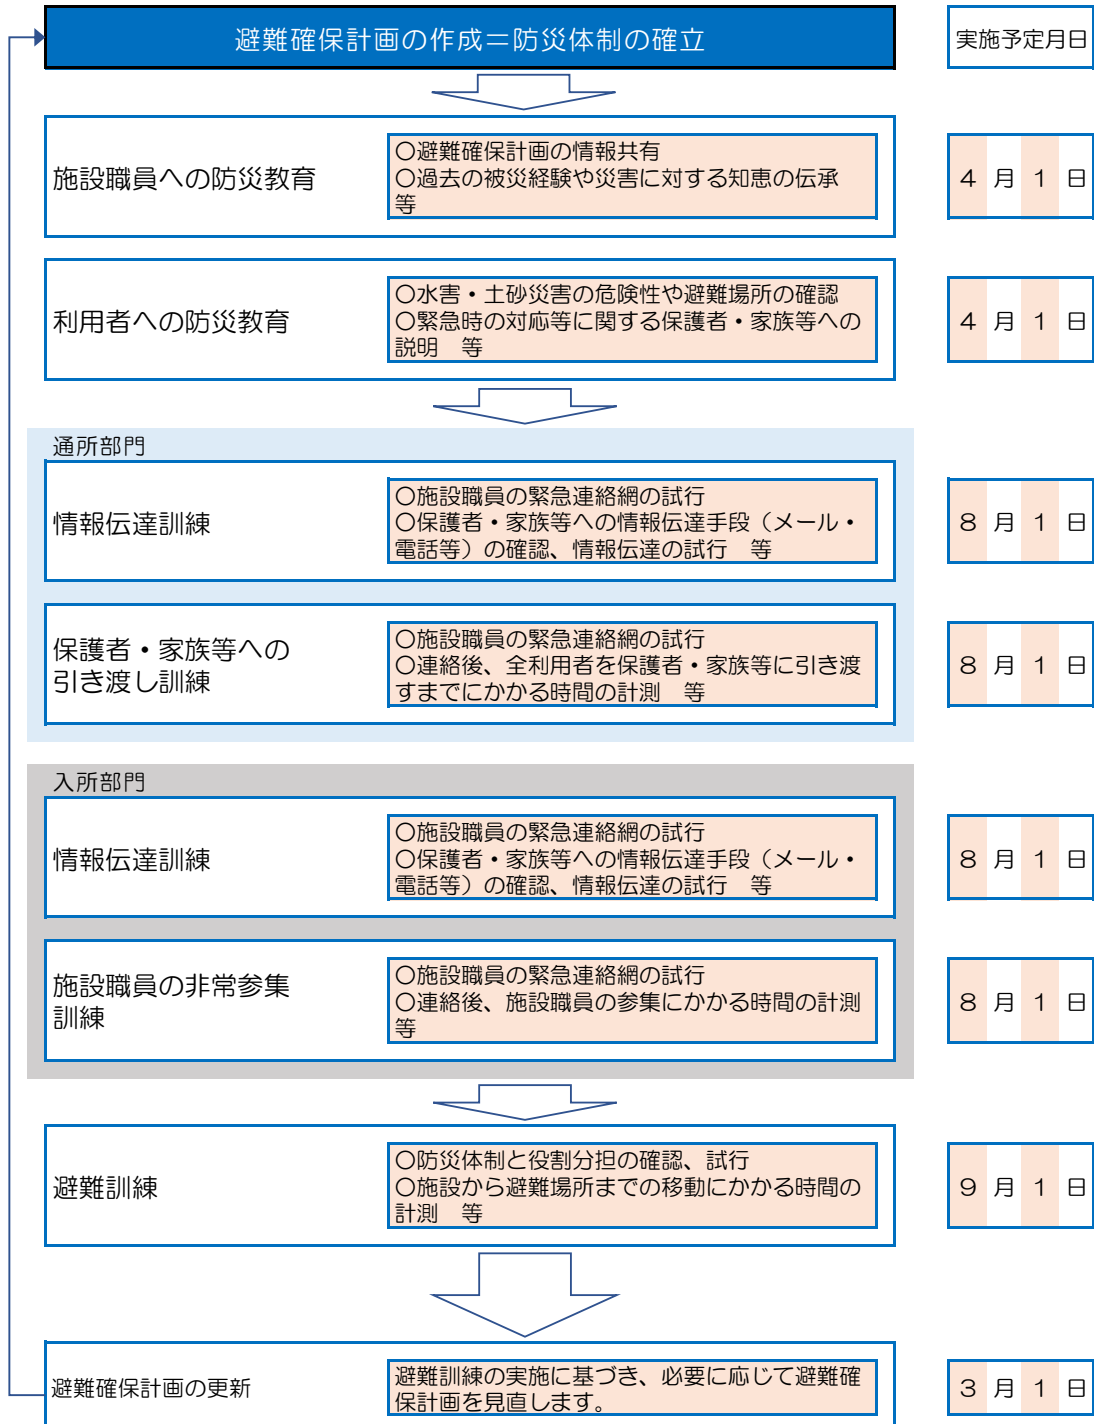 避難確保計画の作成＝防災体制の確立
実施予定月日
施設職員への防災教育
〇避難確保計画の情報共有
〇過去の被災経験や災害に対する知恵の伝承
等
4 月 1 日
利用者への防災教育
〇水害・土砂災害の危険性や避難場所の確認
〇緊急時の対応等に関する保護者・家族等への
説明　等
4 月 1 日
通所部門
情報伝達訓練
〇施設職員の緊急連絡網の試行
〇保護者・家族等への情報伝達手段（メール・
電話等）の確認、情報伝達の試行　等
8 月 1 日
保護者・家族等への
引き渡し訓練
〇施設職員の緊急連絡網の試行
〇連絡後、全利用者を保護者・家族等に引き渡
すまでにかかる時間の計測　等
8 月 1 日
入所部門
情報伝達訓練
〇施設職員の緊急連絡網の試行
〇保護者・家族等への情報伝達手段（メール・
電話等）の確認、情報伝達の試行　等
8 月 1 日
施設職員の非常参集
訓練
〇施設職員の緊急連絡網の試行
〇連絡後、施設職員の参集にかかる時間の計測
等
8 月 1 日
避難訓練
〇防災体制と役割分担の確認、試行
〇施設から避難場所までの移動にかかる時間の
計測　等
9 月 1 日
避難確保計画の更新
避難訓練の実施に基づき、必要に応じて避難確
保計画を見直します。
3 月 1 日